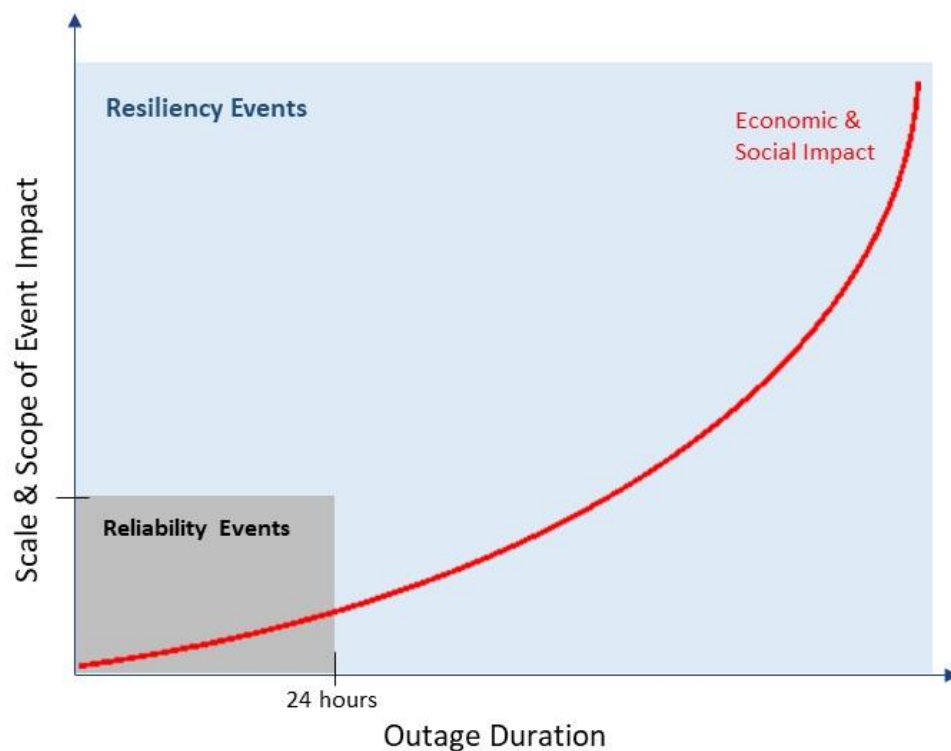 Resiliency Events
Economic &
Social Impact
Scale & Scope of Event Impact
Reliability Events
24 hours
Outage Duration